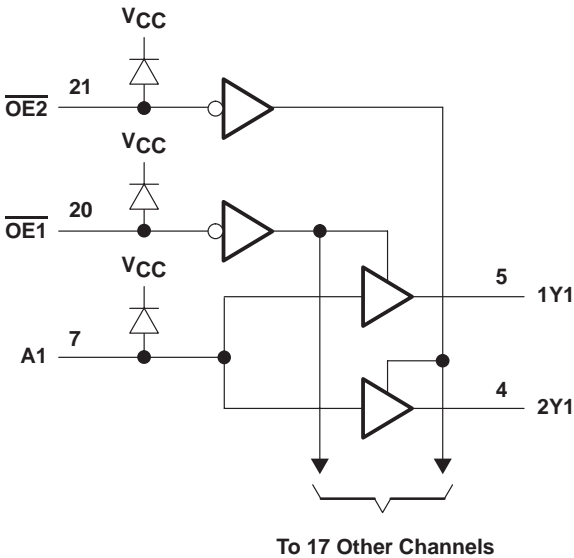 VCC
21
OE2
VCC
20
OE1
VCC
7
A1
5
1Y1
4
2Y1
To 17 Other Channels